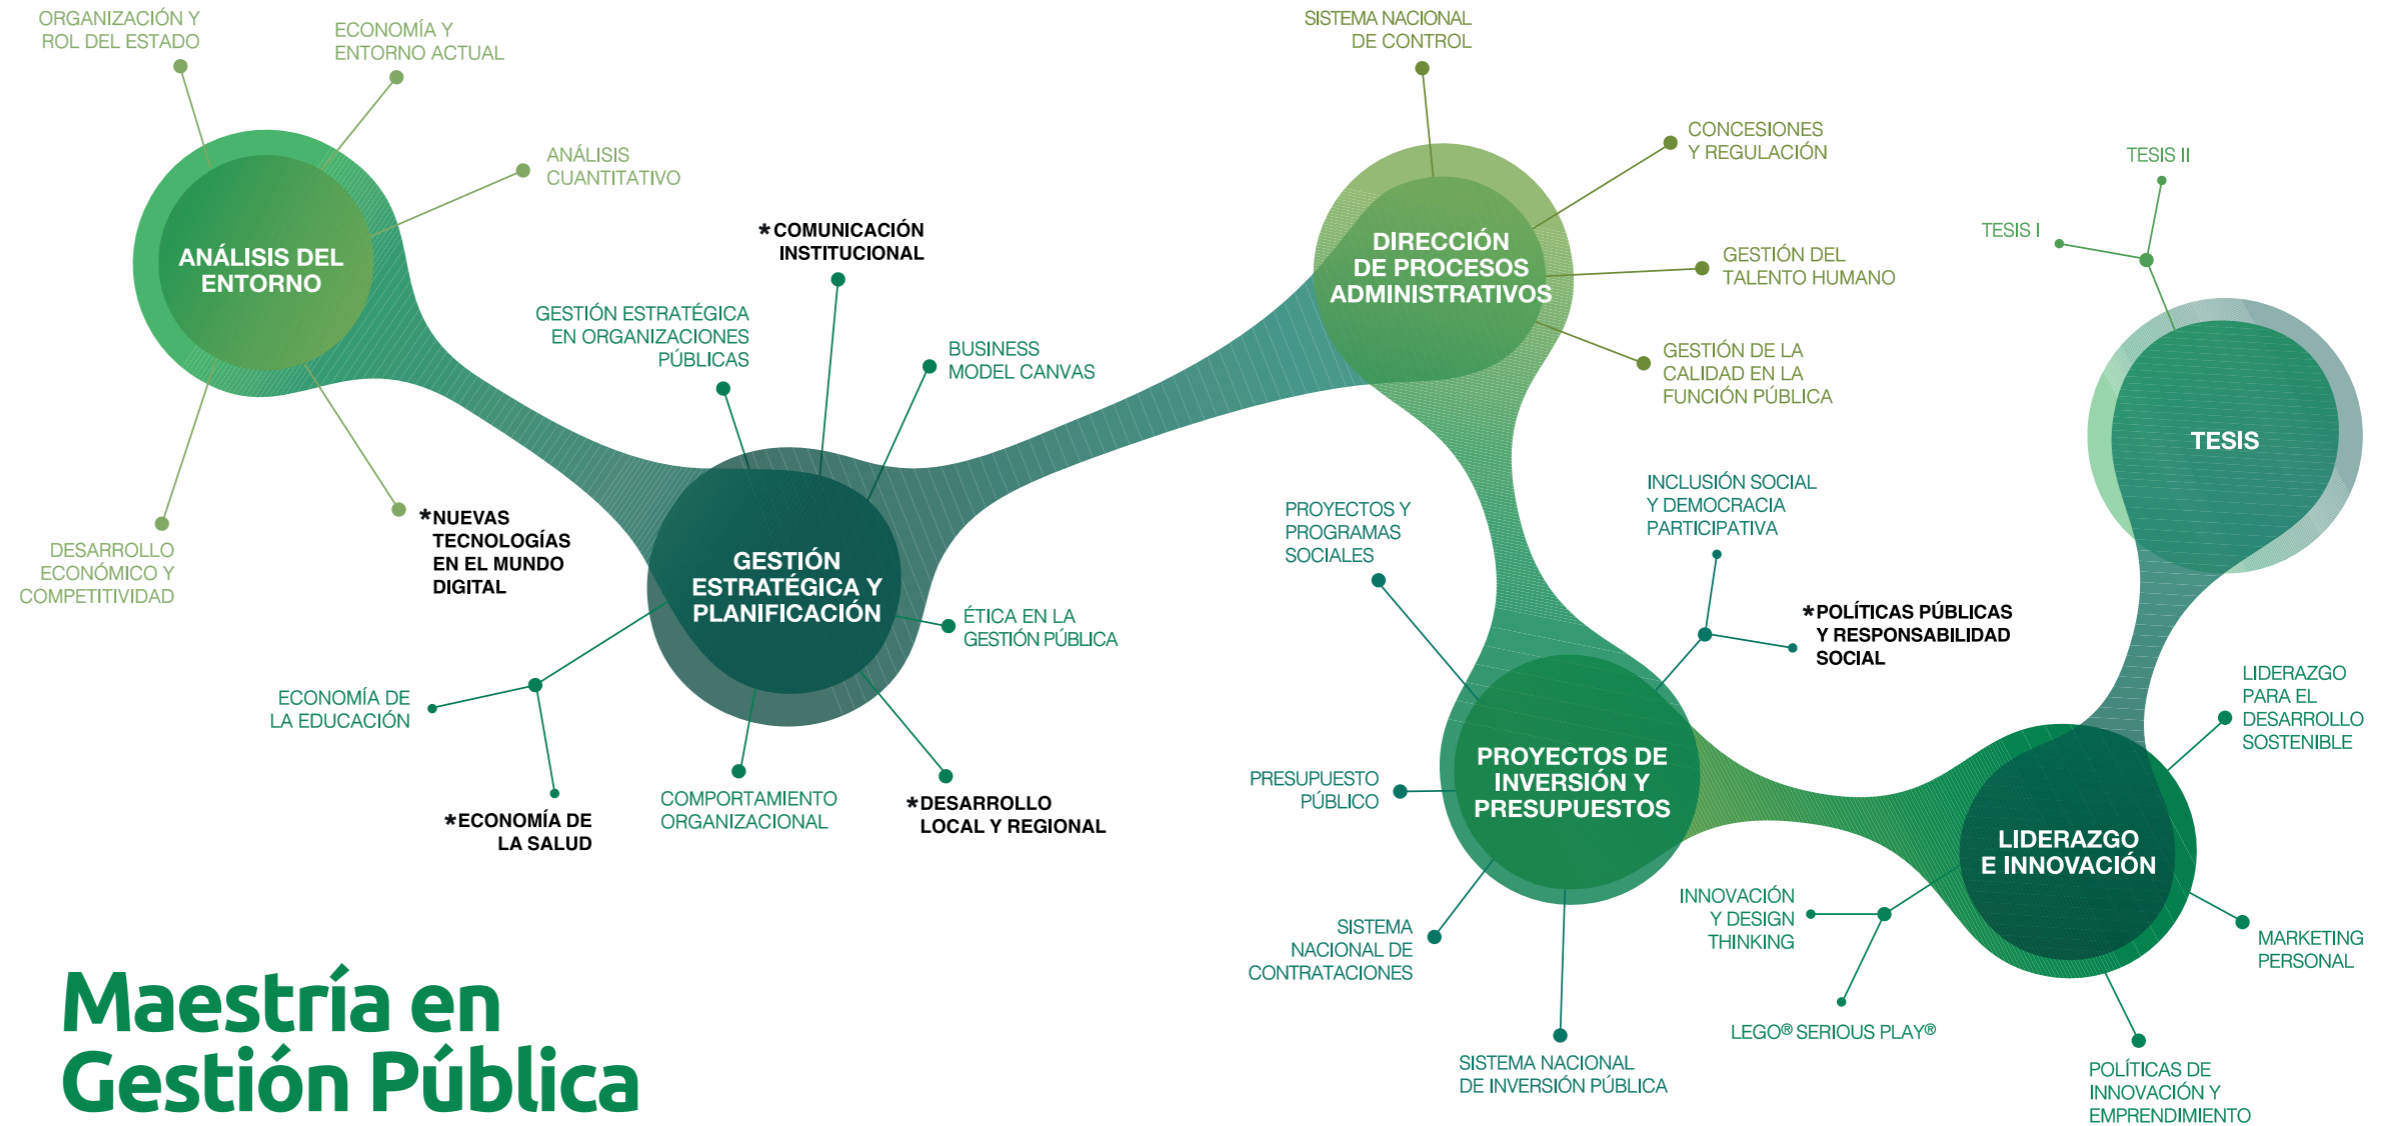 ORGANIZACIÓN Y
ROL DEL ESTADO
ECONOMÍA Y
ENTORNO ACTUAL
ANÁLISIS
CUANTITATIVO
ANÁLISIS DEL
ENTORNO
DESARROLLO
ECONÓMICO Y
COMPETITIVIDAD
*NUEVAS
TECNOLOGÍAS
EN EL MUNDO
DIGITAL
*COMUNICACIÓN
INSTITUCIONAL
GESTIÓN ESTRATÉGICA
EN ORGANIZACIONES
PÚBLICAS
BUSINESS
MODEL CANVAS
GESTIÓN
ESTRATÉGICA Y
PLANIFICACIÓN
ÉTICA EN LA
GESTIÓN PÚBLICA
ECONOMÍA DE
LA EDUCACIÓN
*ECONOMÍA DE
LA SALUD
COMPORTAMIENTO
ORGANIZACIONAL
*DESARROLLO
LOCAL Y REGIONAL
SISTEMA NACIONAL
DE CONTROL
CONCESIONES
Y REGULACIÓN
DIRECCIÓN
DE PROCESOS
ADMINISTRATIVOS
GESTIÓN DEL
TALENTO HUMANO
GESTIÓN DE LA
CALIDAD EN LA
FUNCIÓN PÚBLICA
PROYECTOS Y
PROGRAMAS
SOCIALES
INCLUSIÓN SOCIAL
Y DEMOCRACIA
PARTICIPATIVA
*POLÍTICAS PÚBLICAS
Y RESPONSABILIDAD
SOCIAL
PROYECTOS DE
INVERSIÓN Y
PRESUPUESTOS
PRESUPUESTO
PÚBLICO
SISTEMA
NACIONAL DE
CONTRATACIONES
SISTEMA NACIONAL
DE INVERSIÓN PÚBLICA
TESIS II
TESIS I
TESIS
LIDERAZGO
PARA EL
DESARROLLO
SOSTENIBLE
LIDERAZGO
E INNOVACIÓN
INNOVACIÓN
Y DESIGN
THINKING
LEGO® SERIOUS PLAY®
MARKETING
PERSONAL
POLÍTICAS DE
INNOVACIÓN Y
EMPRENDIMIENTO
Maestría en
Gestión Pública